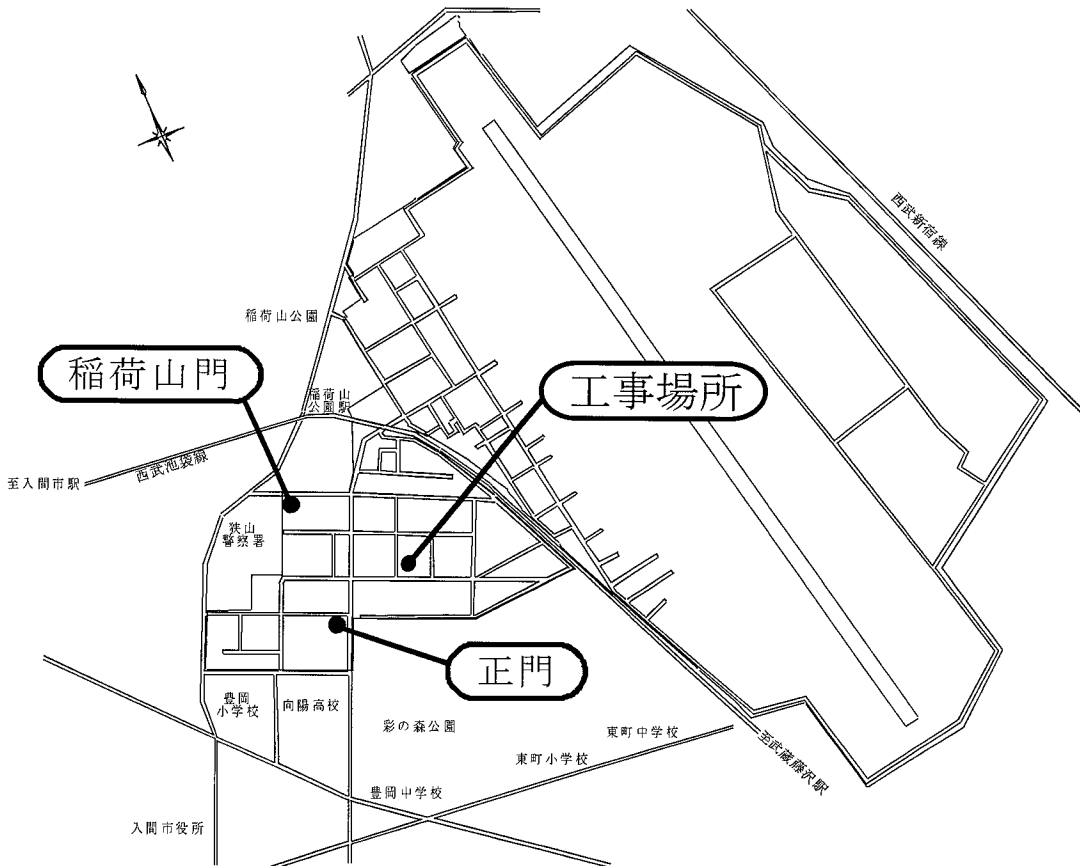 西武新宿線
稲荷山公園
稲荷山門
工事場所
稲荷山
公園駅
西武池袋線
至入間市駅
狭山
警察署
正門
豊岡
小学校
向陽高校
彩の森公園
東町中学校
東町小学校
至武蔵藤沢駅
豊岡中学校
入間市役所